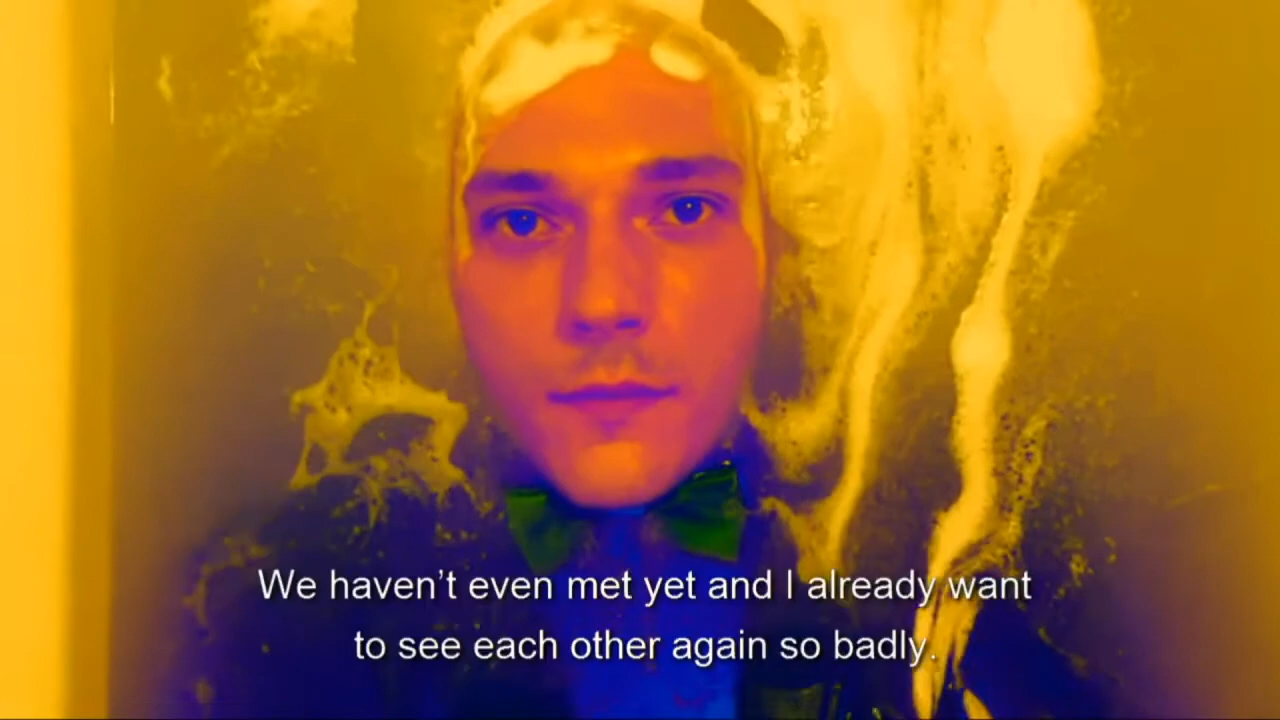 We haven’t even met yet and I already want
to see each other again so badly.